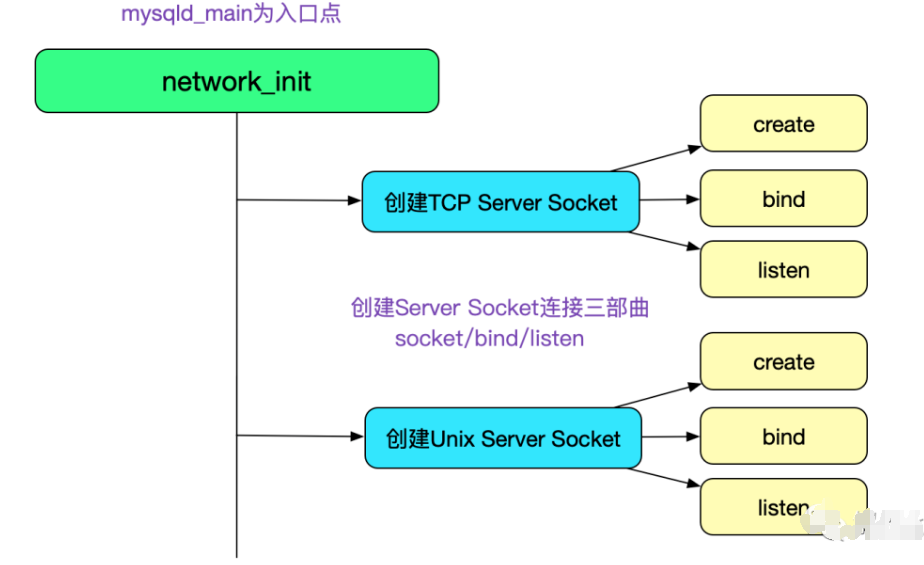 mysqld_main为入口点
network_init
create
创建TCP Server Socket
bind
listen
创建Server Socket连接三部曲
socket/bind/listen
create
创建Unix Server Socket
bind
listen